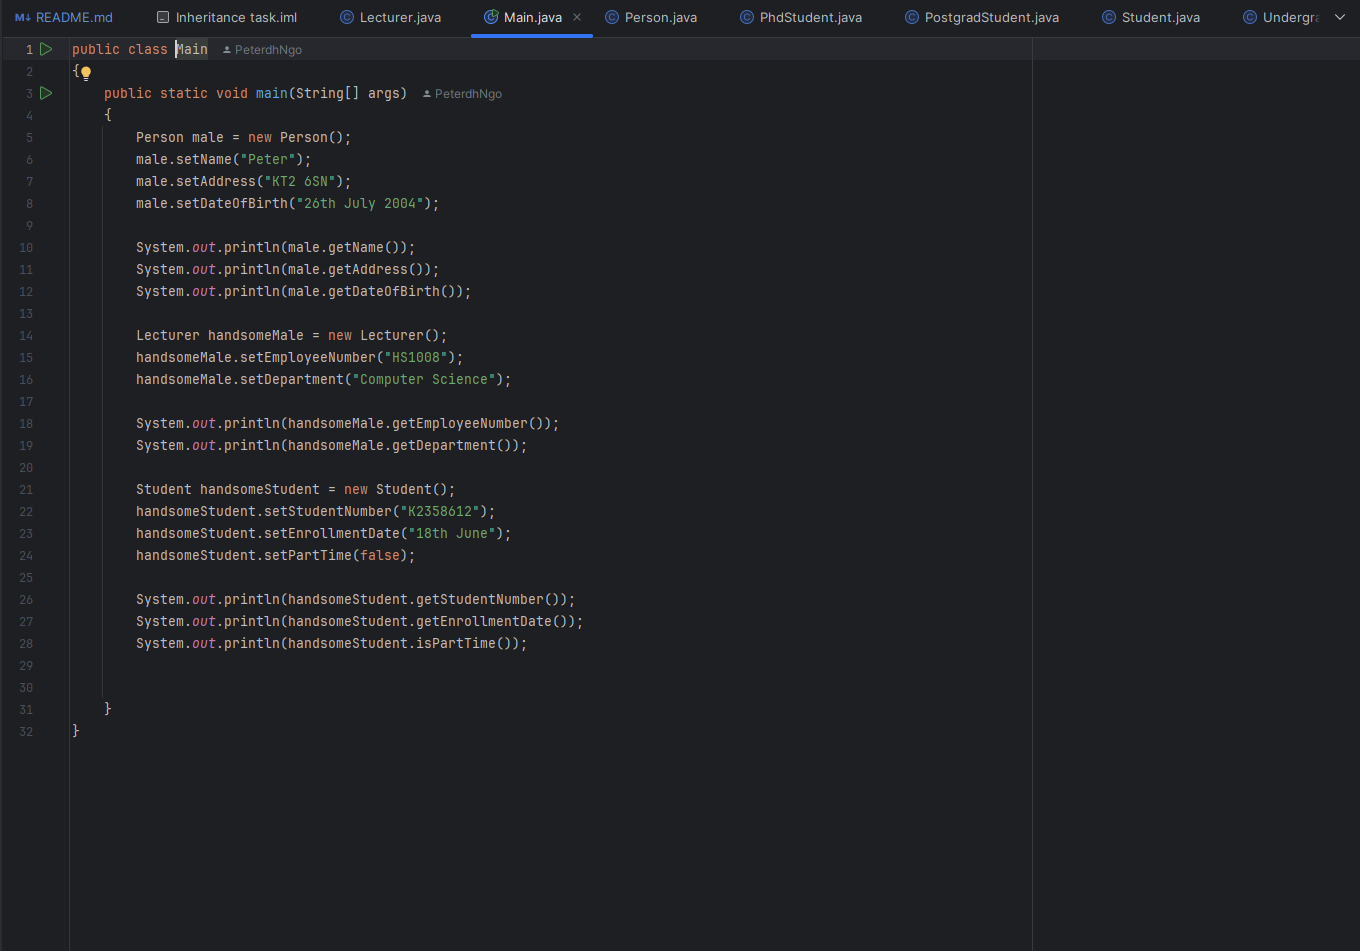 README.md Inheritance task.iml Lecturer.java Main.java Person.java PhdStudent.java PostgradStudent.java Student.java Undergra
1 public class Main PeterdhNgo
2 {
3 public static void main(String[] args) PeterdhNgo
4 {
5 Person male = new Person();
6 male.setName("Peter");
7 male.setAddress("KT2 6SN");
8 male.setDateOfBirth("26th July 2004");
9
10 System.out.println(male.getName());
11 System.out.println(male.getAddress());
12 System.out.println(male.getDateOfBirth());
13
14 Lecturer handsomeMale = new Lecturer();
15 handsomeMale.setEmployeeNumber("HS1008");
16 handsomeMale.setDepartment("Computer Science");
17
18 System.out.println(handsomeMale.getEmployeeNumber());
19 System.out.println(handsomeMale.getDepartment());
20
21 Student handsomeStudent = new Student();
22 handsomeStudent.setStudentNumber("K2358612");
23 handsomeStudent.setEnrollmentDate("18th June");
24 handsomeStudent.setPartTime(false);
25
26 System.out.println(handsomeStudent.getStudentNumber());
27 System.out.println(handsomeStudent.getEnrollmentDate());
28 System.out.println(handsomeStudent.isPartTime());
29
30
31 }
32 }